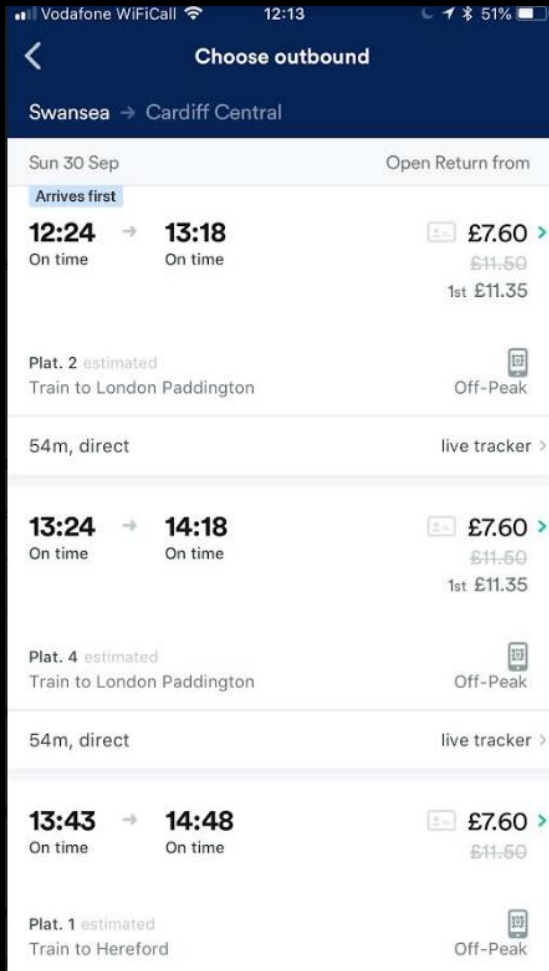 Vodafone WiFiCall 12:13 51%
Choose outbound
Swansea → Cardiff Central
Sun 30 Sep Open Return from
Arrives first
12:24 → 13:18 £7.60 >
On time On time £11.50
1st £11.35
Plat. 2 estimated
Train to London Paddington Off-Peak
54m, direct live tracker >
13:24 → 14:18 £7.60 >
On time On time £11.50
1st £11.35
Plat. 4 estimated
Train to London Paddington Off-Peak
54m, direct live tracker >
13:43 → 14:48 £7.60 >
On time On time £11.50
Plat. 1 estimated
Train to Hereford Off-Peak